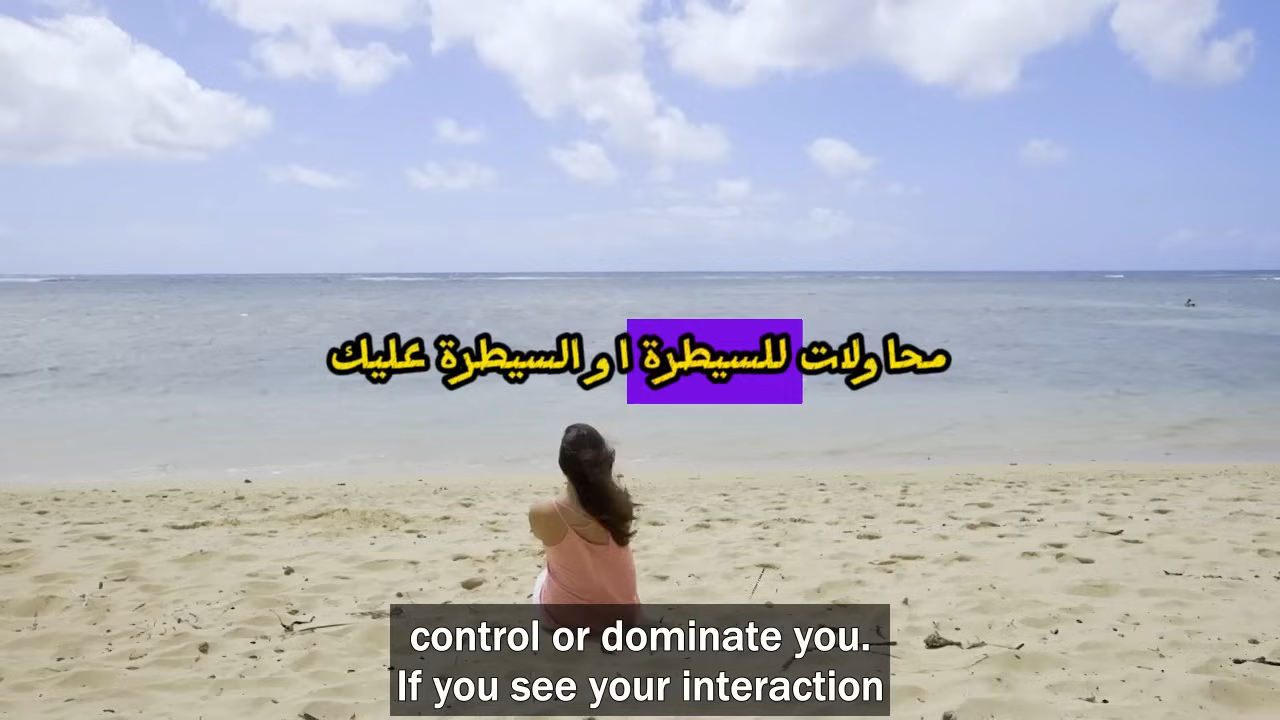 محاولات للسيطرة او السيطرة عليك
control or dominate you.
If you see your interaction